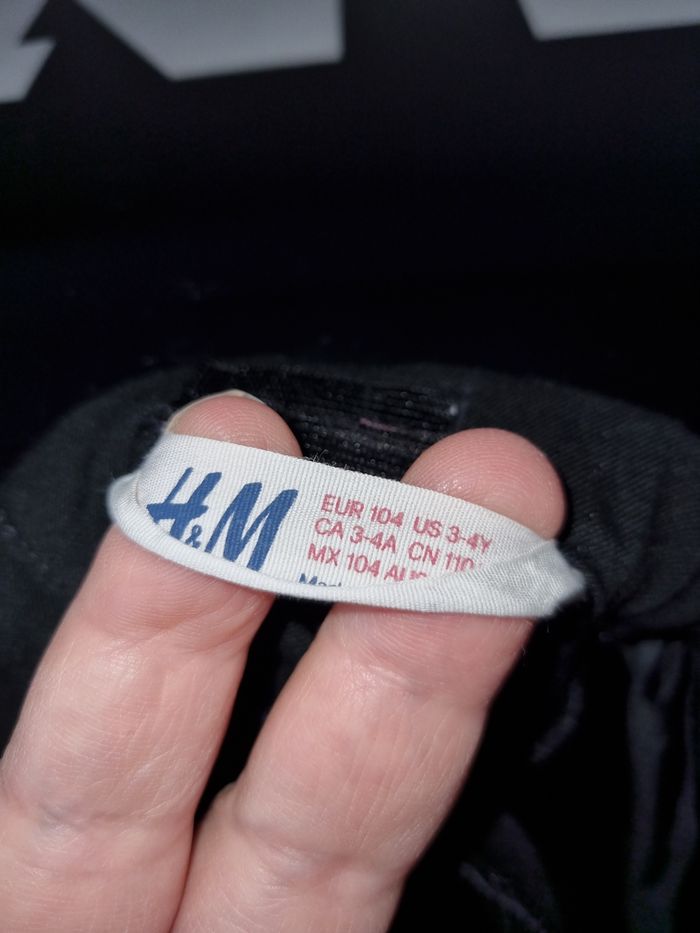 H&M
EUR 104 US 3-4Y
CA 3-4A CN 110
MX 104